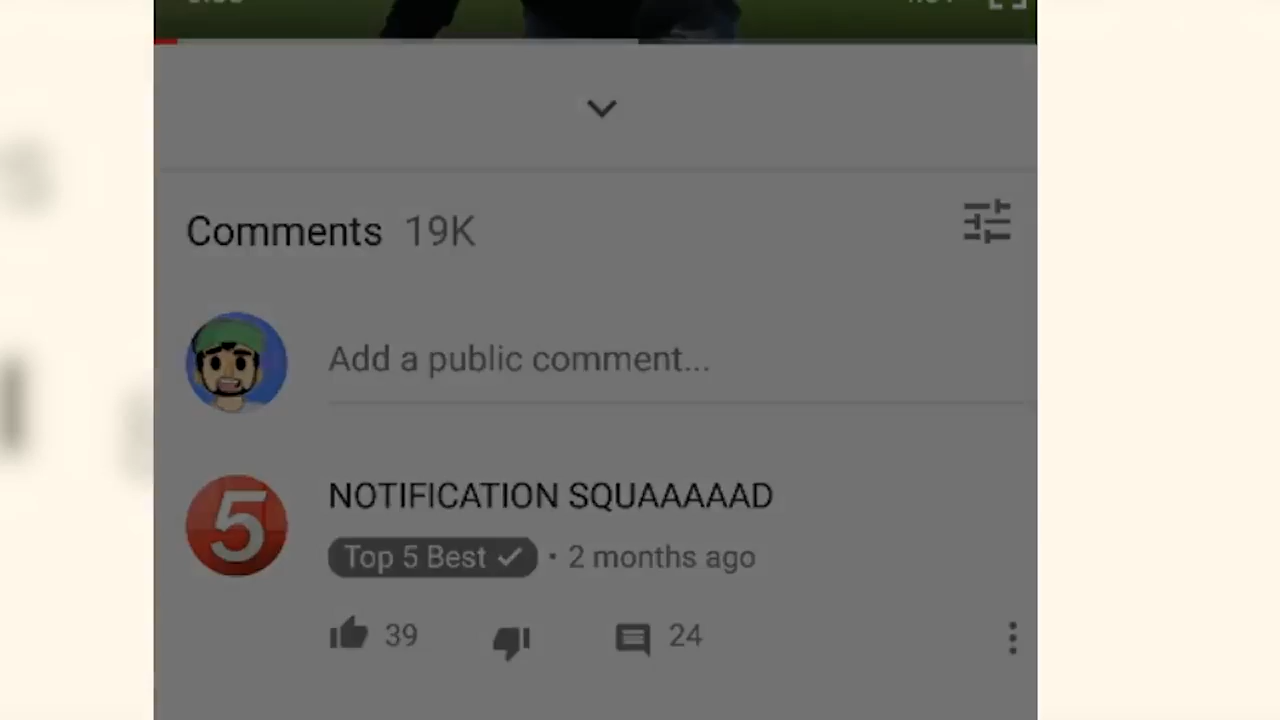 Comments 19K
Add a public comment...
5
NOTIFICATION SQUAAAAAD
Top 5 Best • 2 months ago
39 24